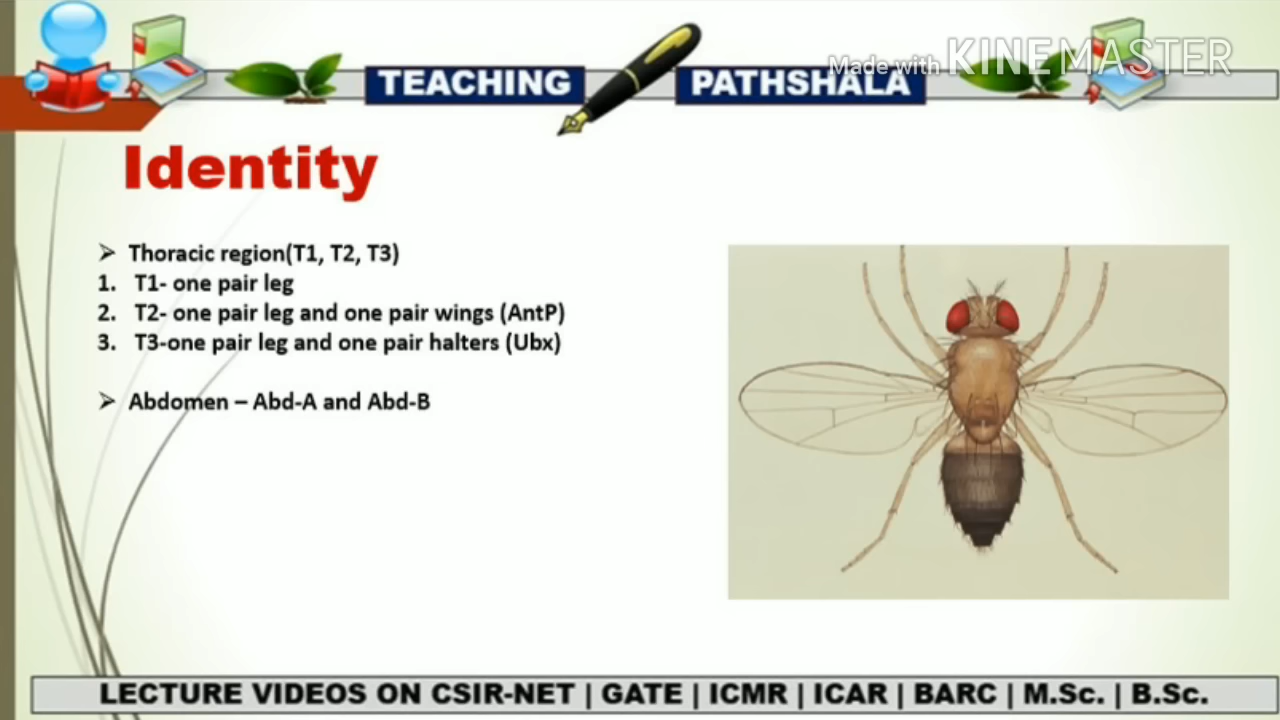 TEACHING PATHSHALA
Made with KINEMASTER
Identity
➢ Thoracic region(T1, T2, T3)
1. T1- one pair leg
2. T2- one pair leg and one pair wings (AntP)
3. T3-one pair leg and one pair halters (Ubx)
➢ Abdomen – Abd-A and Abd-B
LECTURE VIDEOS ON CSIR-NET | GATE | ICMR | ICAR | BARC | M.Sc. | B.Sc.